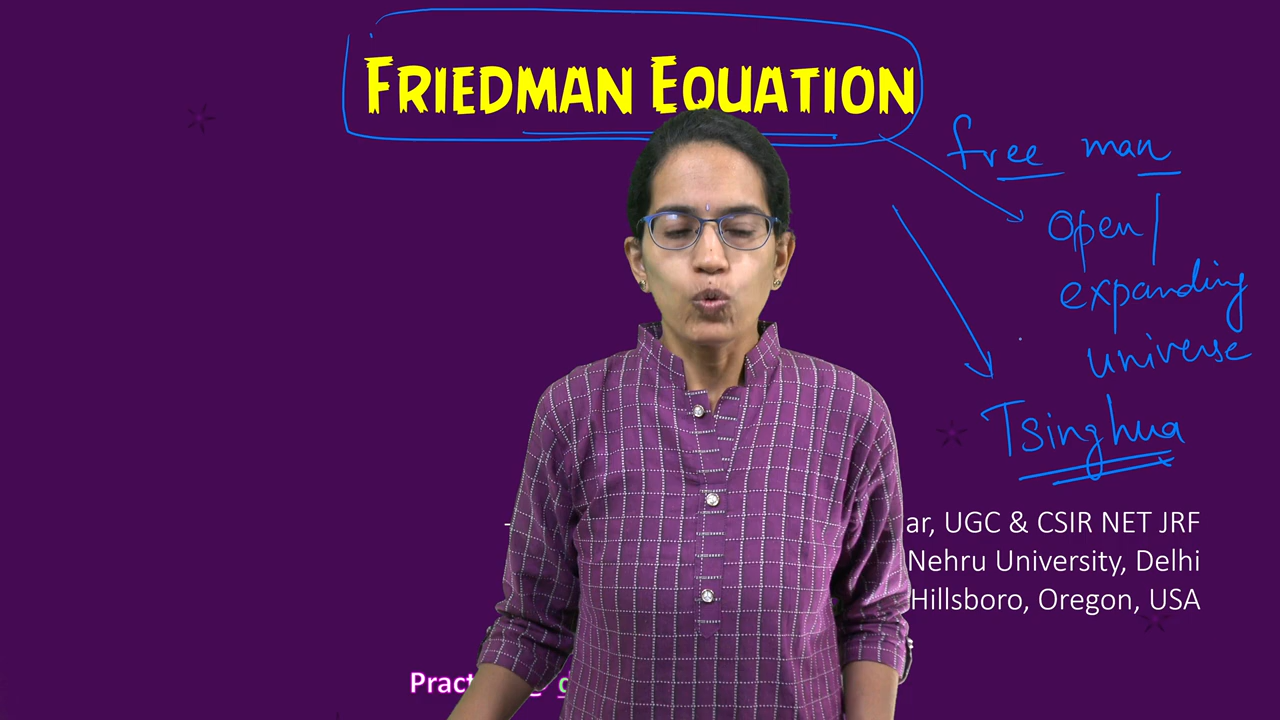 FRIEDMAN EQUATION
free man
open/
expanding
universe
Tsinghua
ar, UGC & CSIR NET JRF
Nehru University, Delhi
Hillsboro, Oregon, USA
Pract